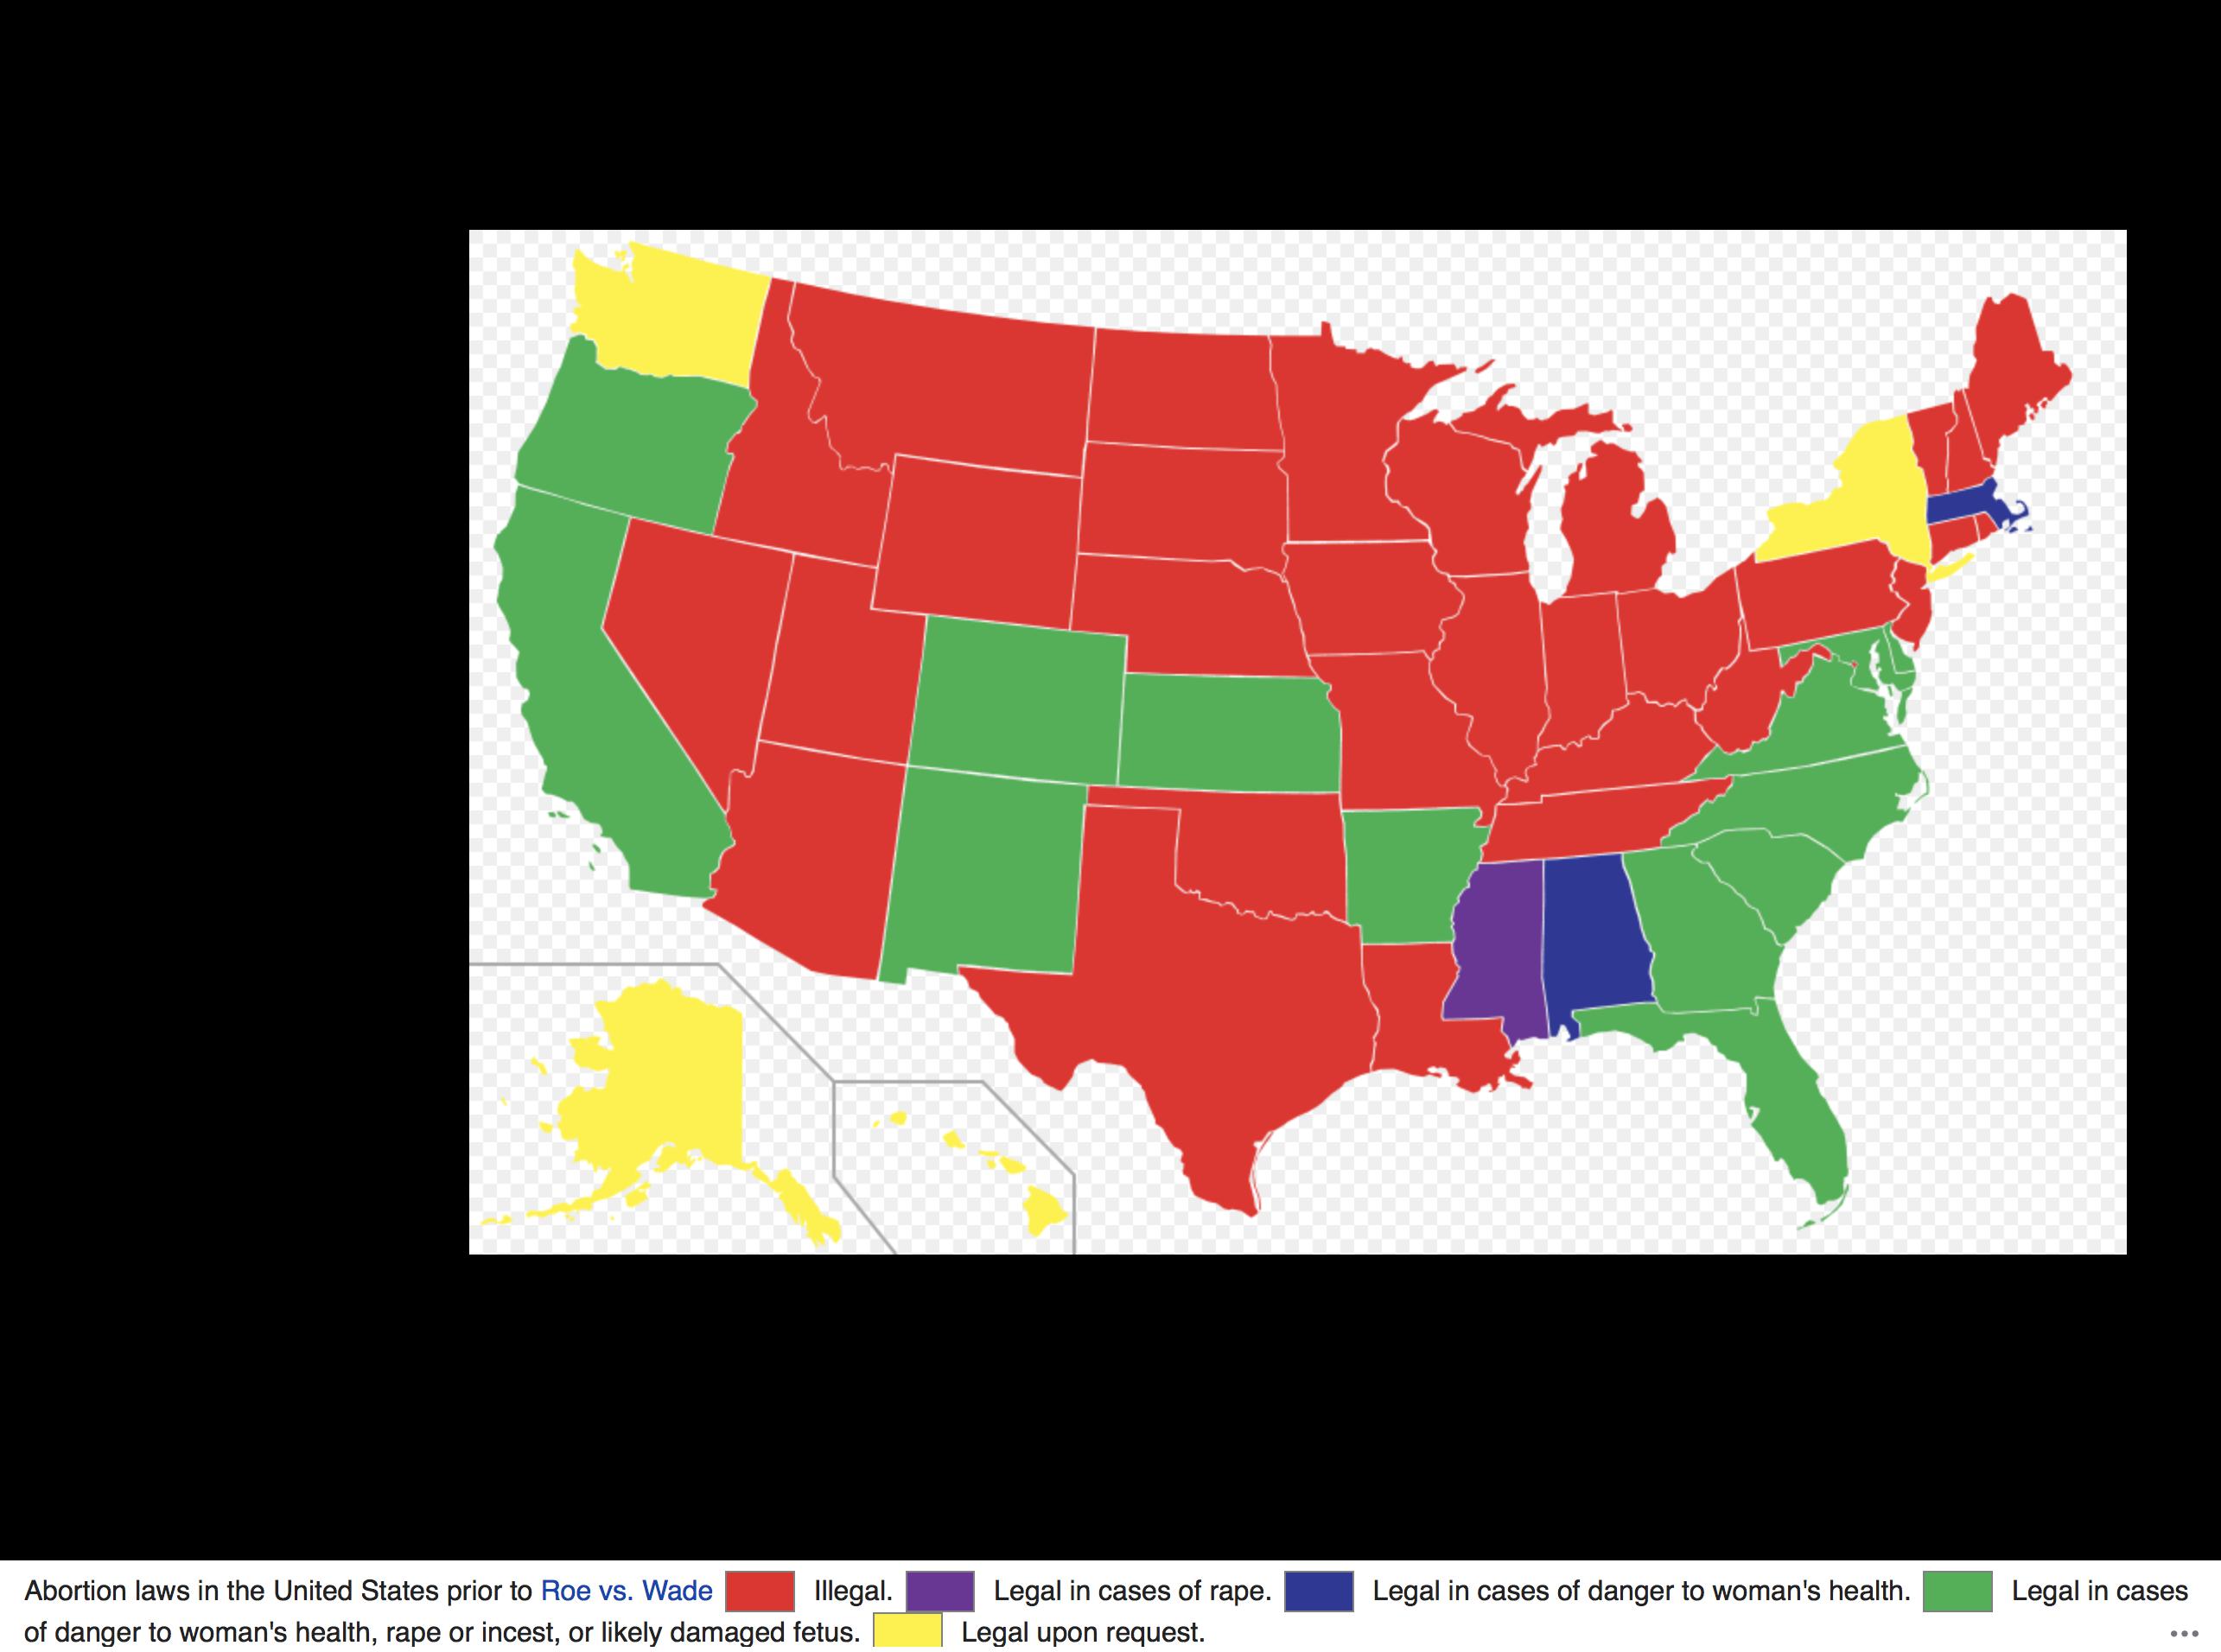 Abortion laws in the United States prior to Roe vs. Wade Illegal. Legal in cases of rape. Legal in cases of danger to woman's health. Legal in cases
of danger to woman's health, rape or incest, or likely damaged fetus. Legal upon request.